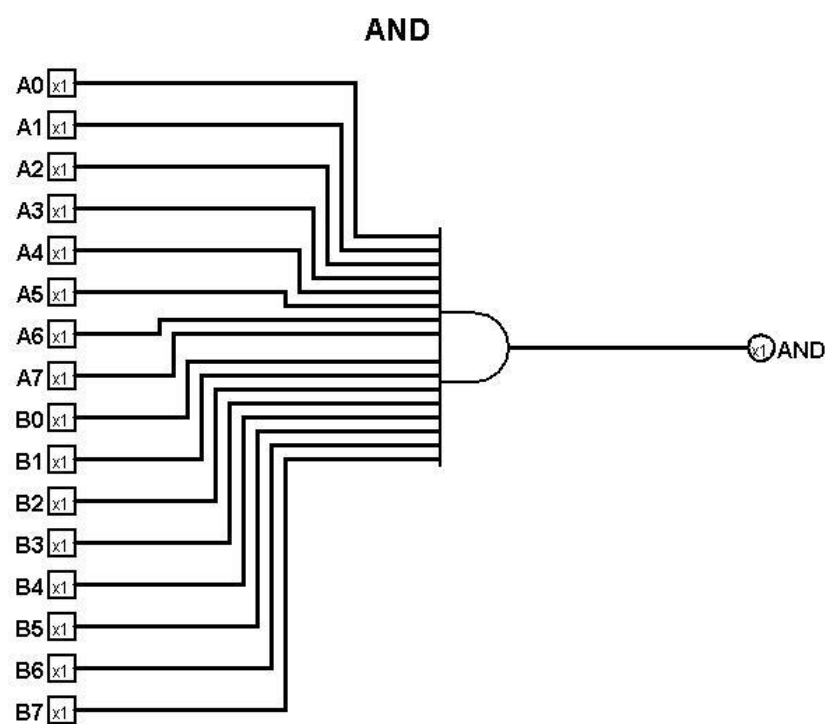 AND
A0 x1
A1 x1
A2 x1
A3 x1
A4 x1
A5 x1
A6 x1
A7 x1
B0 x1
B1 x1
B2 x1
B3 x1
B4 x1
B5 x1
B6 x1
B7 x1
x1 AND